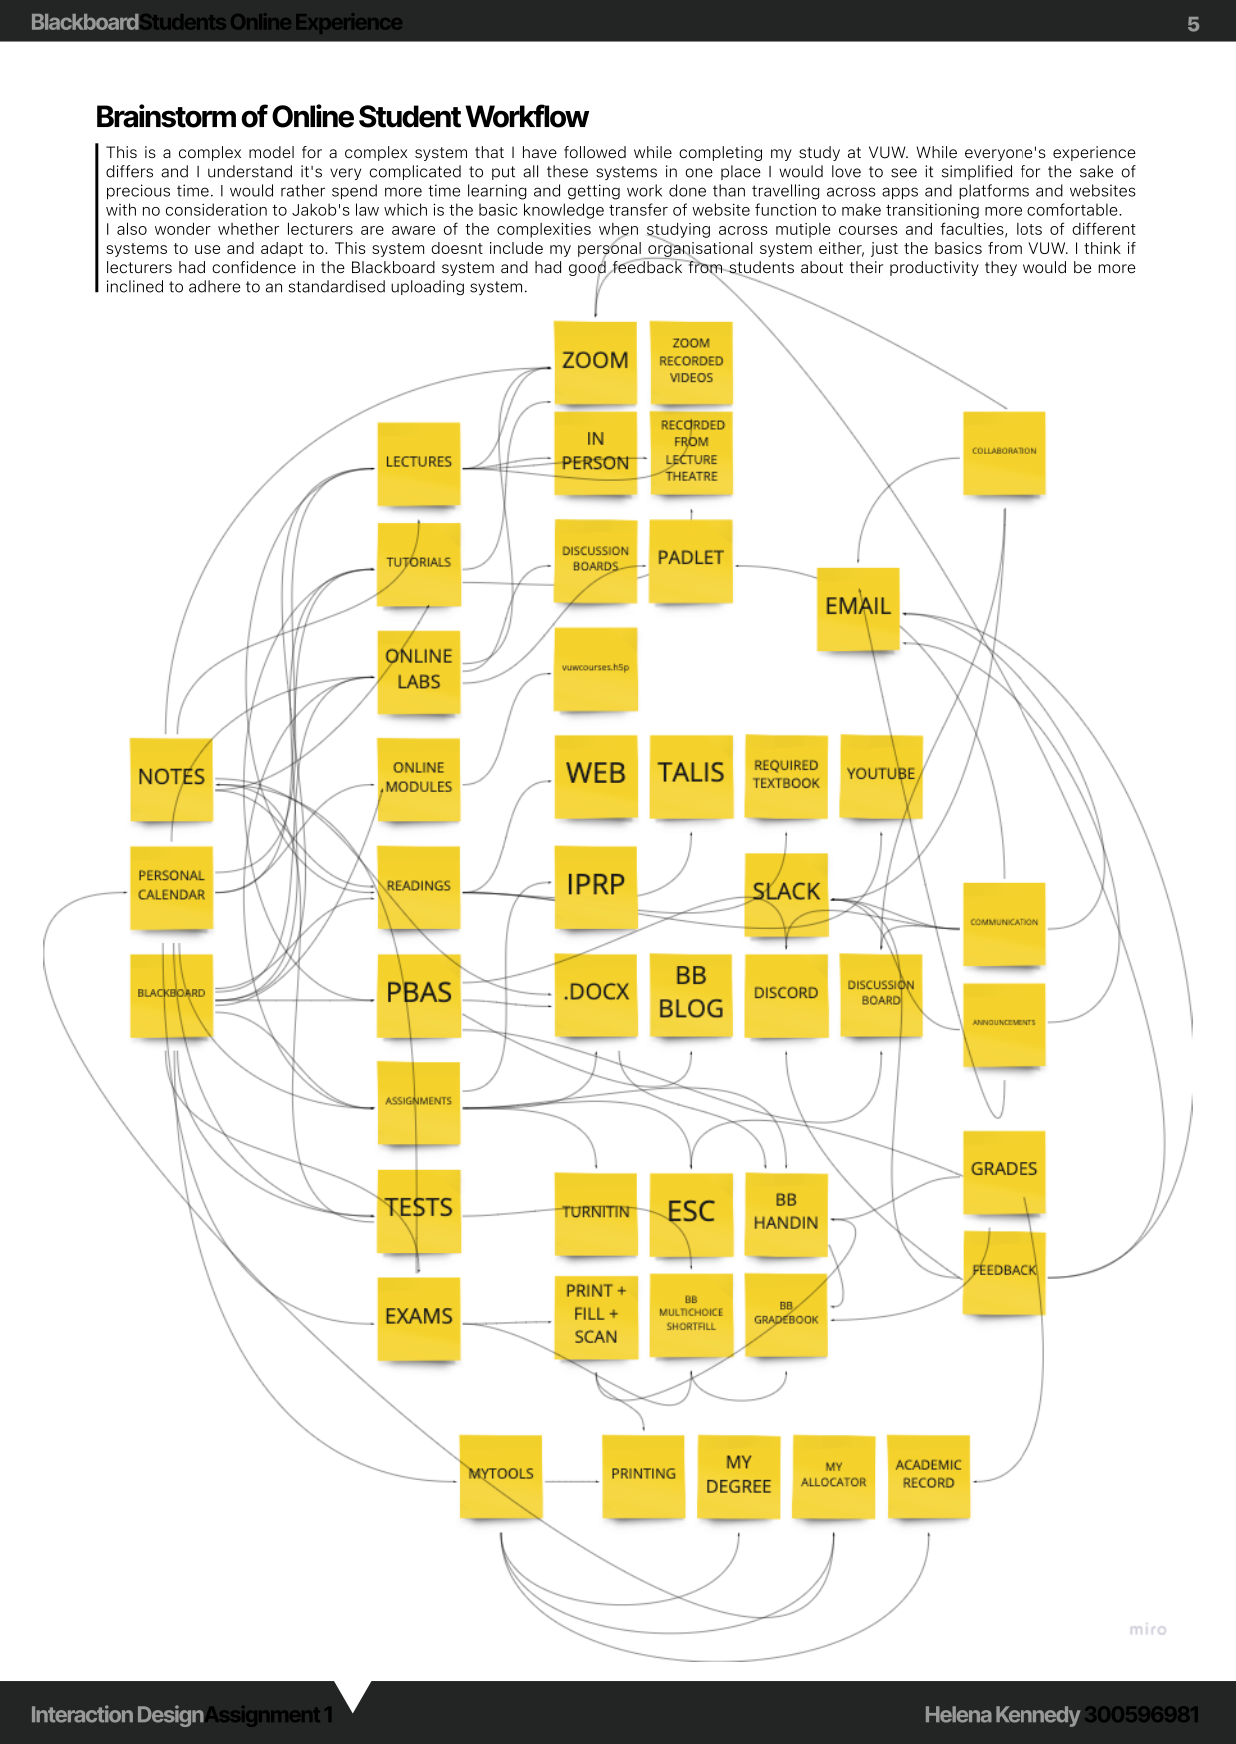 BlackboardStudents Online Experience
5
Brainstorm of Online Student Workflow
This is a complex model for a complex system that I have followed while completing my study at VUW. While everyone's experience
differs and I understand it's very complicated to put all these systems in one place I would love to see it simplified for the sake of
precious time. I would rather spend more time learning and getting work done than travelling across apps and platforms and websites
with no consideration to Jakob's law which is the basic knowledge transfer of website function to make transitioning more comfortable.
I also wonder whether lecturers are aware of the complexities when studying across mutiple courses and faculties, lots of different
systems to use and adapt to. This system doesnt include my personal organisational system either, just the basics from VUW. I think if
lecturers had confidence in the Blackboard system and had good feedback from students about their productivity they would be more
inclined to adhere to an standardised uploading system.
ZOOM
ZOOM
RECORDED
VIDEOS
IN
PERSON
RECORDED
FROM
LECTURE
THEATRE
COLLABORATION
LECTURES
TUTORIALS
DISCUSSION
BOARDS
PADLET
EMAIL
ONLINE
LABS
vuwcourses.h5p
NOTES
ONLINE
MODULES
WEB
TALIS
REQUIRED
TEXTBOOK
YOUTUBE
PERSONAL
CALENDAR
READINGS
IPRP
SLACK
COMMUNICATION
BLACKBOARD
PBAS
.DOCX
BB
BLOG
DISCORD
DISCUSSION
BOARD
ANNOUNCEMENTS
ASSIGNMENTS
TESTS
TURNITIN
ESC
BB
HANDIN
GRADES
EXAMS
PRINT +
FILL +
SCAN
BB
MULTICHOICE
SHORTFILL
BB
GRADEBOOK
FEEDBACK
MYTOOLS
PRINTING
MY
DEGREE
MY
ALLOCATOR
ACADEMIC
RECORD
miro
Interaction DesignAssignment 1
Helena Kennedy 300596981